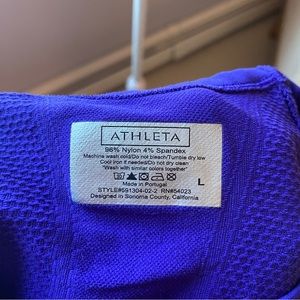 ATHLETA
96% Nylon 4% Spandex
Machine wash cold/Do not bleach/Tumble dry low
Cool iron if needed/Do not dry clean
"Wash with similar colors together"
L
Made in Portugal
STYLE#591304-02-2 RN#54023
Designed in Sonoma County, California